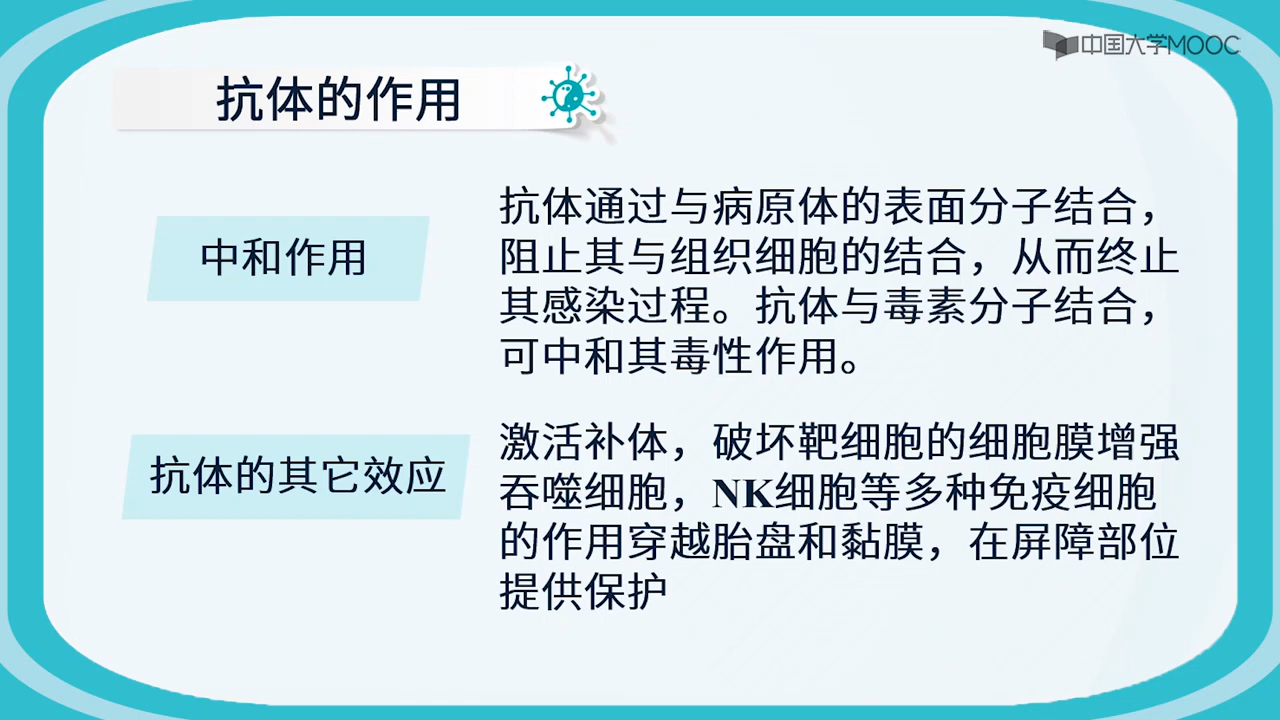 中国大学MOOC
抗体的作用
中和作用
抗体通过与病原体的表面分子结合，
阻止其与组织细胞的结合，从而终止
其感染过程。抗体与毒素分子结合，
可中和其毒性作用。
抗体的其它效应
激活补体，破坏靶细胞的细胞膜增强
吞噬细胞，NK细胞等多种免疫细胞
的作用穿越胎盘和黏膜，在屏障部位
提供保护